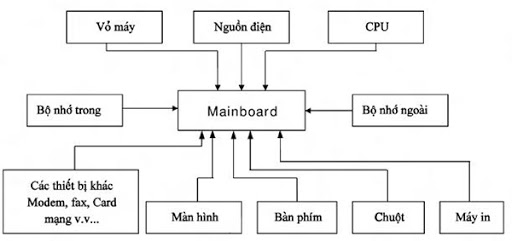 Vỏ máy
Nguồn điện
CPU
Bộ nhớ trong
Mainboard
Bộ nhớ ngoài
Các thiết bị khác
Modem, fax, Card
mạng v.v...
Màn hình
Bàn phím
Chuột
Máy in